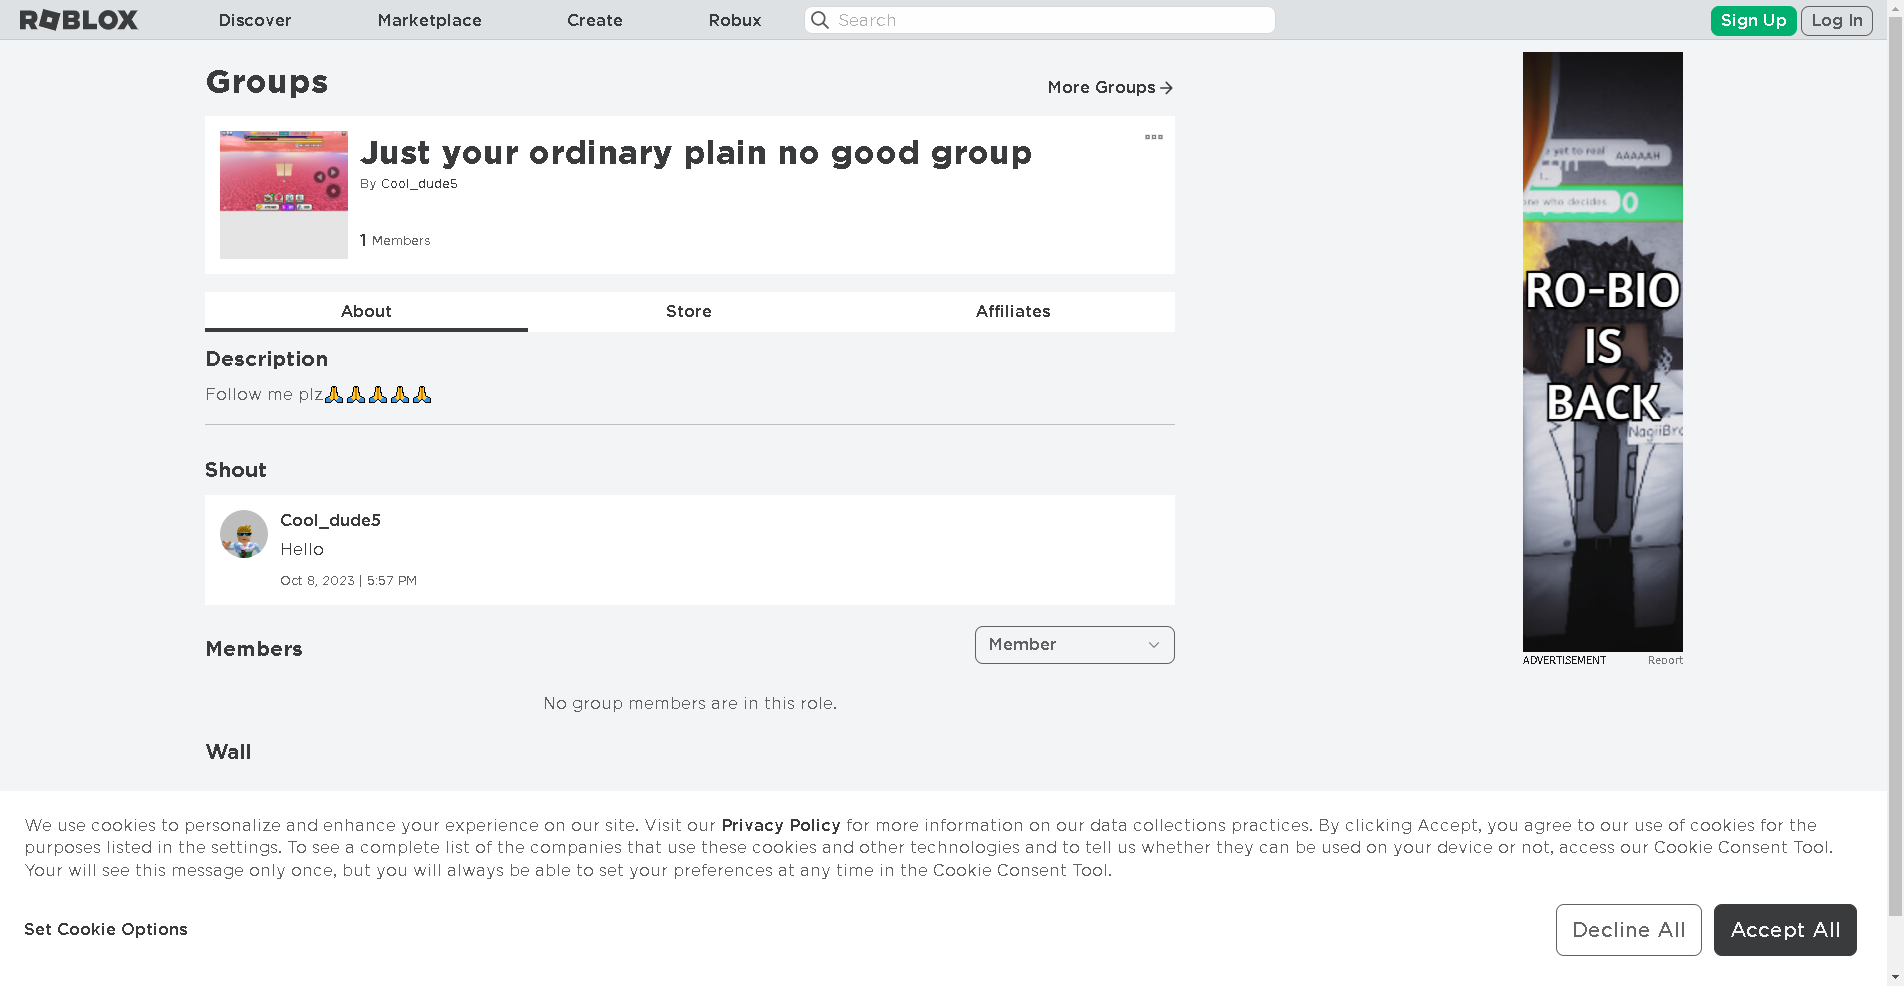 ROBLOX
Discover
Marketplace
Create
Robux
Search
Sign Up
Log In
Groups
More Groups
Just your ordinary plain no good group
By Cool_dude5
1 Members
About
Store
Affiliates
Description
Follow me plz🙏🙏🙏🙏🙏
Shout
Cool_dude5
Hello
Oct 8, 2023 | 5:57 PM
Members
Member
No group members are in this role.
Wall
yet to real
AAAAAH
one who decides..
0
RO-BIO
IS
BACK
ADVERTISEMENT
Report
We use cookies to personalize and enhance your experience on our site. Visit our Privacy Policy for more information on our data collections practices. By clicking Accept, you agree to our use of cookies for the
purposes listed in the settings. To see a complete list of the companies that use these cookies and other technologies and to tell us whether they can be used on your device or not, access our Cookie Consent Tool.
Your will see this message only once, but you will always be able to set your preferences at any time in the Cookie Consent Tool.
Set Cookie Options
Decline All
Accept All